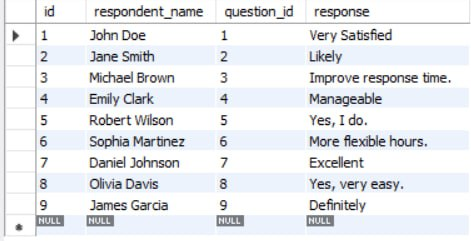 id respondent_name question_id response
1 John Doe 1 Very Satisfied
2 Jane Smith 2 Likely
3 Michael Brown 3 Improve response time.
4 Emily Clark 4 Manageable
5 Robert Wilson 5 Yes, I do.
6 Sophia Martinez 6 More flexible hours.
7 Daniel Johnson 7 Excellent
8 Olivia Davis 8 Yes, very easy.
9 James Garcia 9 Definitely
NULL NULL NULL NULL